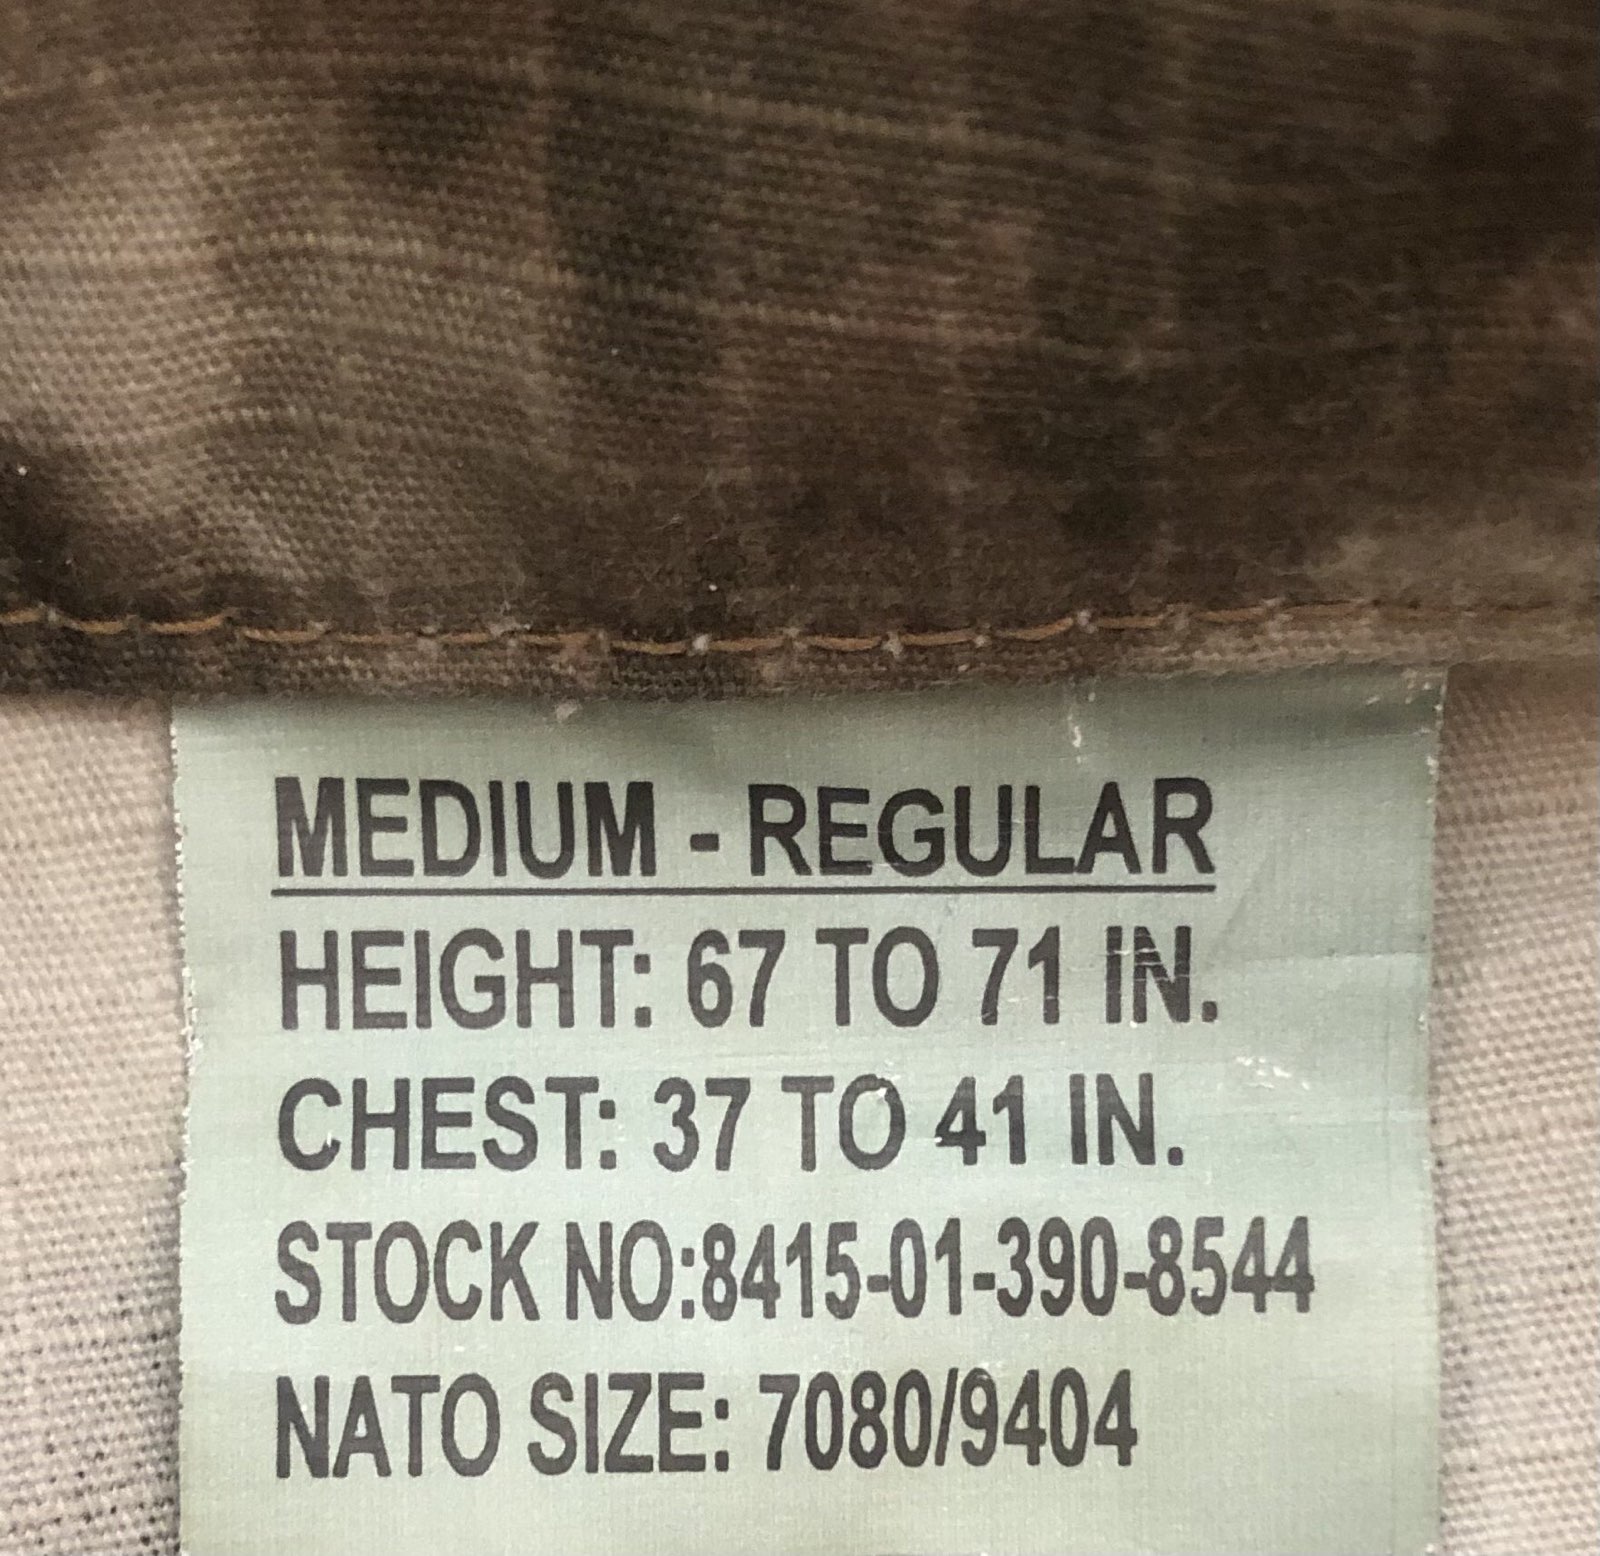 MEDIUM - REGULAR
HEIGHT: 67 TO 71 IN.
CHEST: 37 TO 41 IN.
STOCK NO:8415-01-390-8544
NATO SIZE: 7080/9404